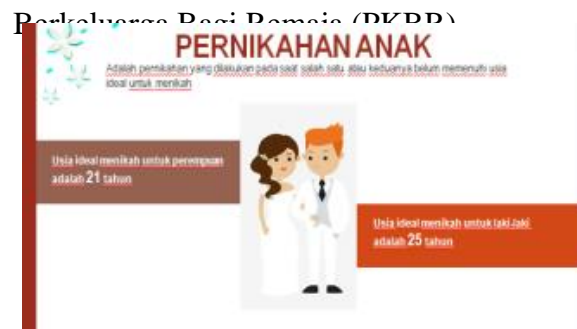 Berkeluarga Bagi Remaja (PKBR)
PERNIKAHAN ANAK
Adalah pernikahan yang dilakukan pada saat salah satu atau keduanya belum memenuhi usia
ideal untuk menikah
Usia ideal menikah untuk perempuan
adalah 21 tahun
Usia ideal menikah untuk laki-laki
adalah 25 tahun